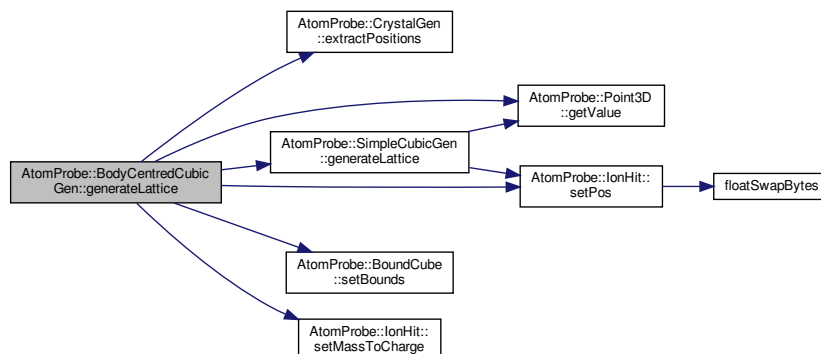 AtomProbe::CrystalGen
::extractPositions
AtomProbe::Point3D
::getValue
AtomProbe::SimpleCubicGen
::generateLattice
AtomProbe::BodyCentredCubic
Gen::generateLattice
AtomProbe::IonHit::
setPos
floatSwapBytes
AtomProbe::BoundCube
::setBounds
AtomProbe::IonHit::
setMassToCharge